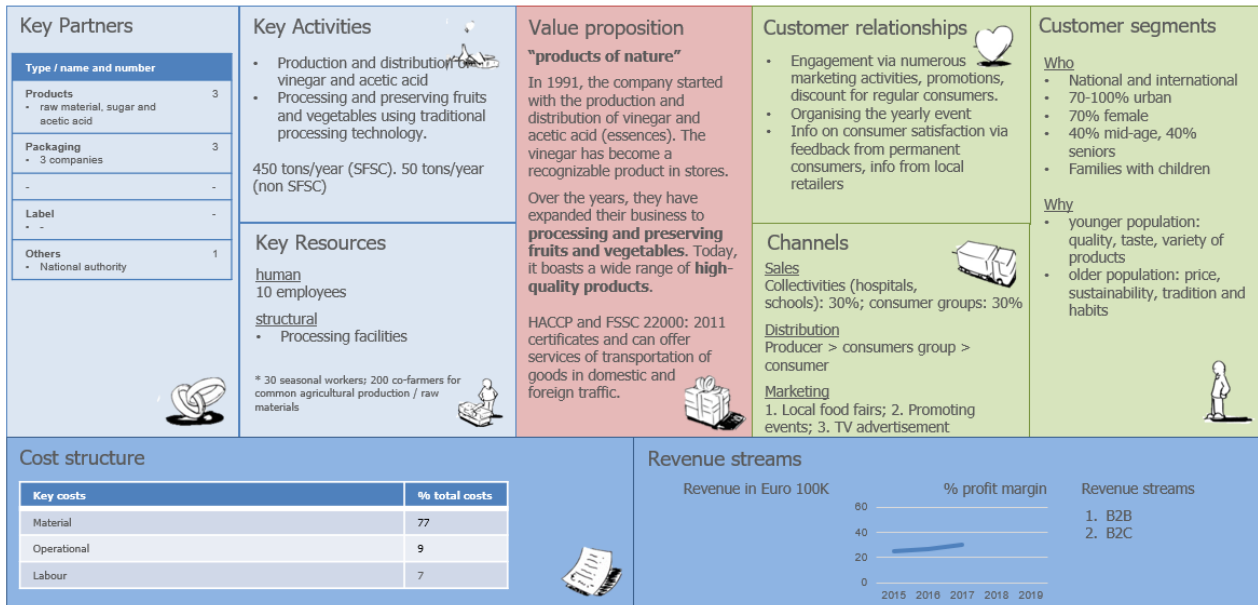 Key Partners
Type / name and number
Products 3
• raw material, sugar and
acetic acid
Packaging 3
• 3 companies
- -
Label -
• -
Others 1
• National authority
Key Activities
• Production and distribution of
vinegar and acetic acid
• Processing and preserving fruits
and vegetables using traditional
processing technology.
450 tons/year (SFSC). 50 tons/year
(non SFSC)
Key Resources
human
10 employees
structural
• Processing facilities
* 30 seasonal workers; 200 co-farmers for
common agricultural production / raw
materials
Value proposition
“products of nature”
In 1991, the company started
with the production and
distribution of vinegar and
acetic acid (essences). The
vinegar has become a
recognizable product in stores.
Over the years, they have
expanded their business to
processing and preserving
fruits and vegetables. Today,
it boasts a wide range of high-
quality products.
HACCP and FSSC 22000: 2011
certificates and can offer
services of transportation of
goods in domestic and
foreign traffic.
Customer relationships
• Engagement via numerous
marketing activities, promotions,
discount for regular consumers.
• Organising the yearly event
• Info on consumer satisfaction via
feedback from permanent
consumers, info from local
retailers
Channels
Sales
Collectivities (hospitals,
schools): 30%; consumer groups: 30%
Distribution
Producer > consumers group >
consumer
Marketing
1. Local food fairs; 2. Promoting
events; 3. TV advertisement
Customer segments
Who
• National and international
• 70-100% urban
• 70% female
• 40% mid-age, 40%
seniors
• Families with children
Why
• younger population:
quality, taste, variety of
products
• older population: price,
sustainability, tradition and
habits
Cost structure
Key costs % total costs
Material 77
Operational 9
Labour 7
Revenue streams
Revenue in Euro 100K
% profit margin
60
40
20
0
2015 2016 2017 2018 2019
Revenue streams
1. B2B
2. B2C